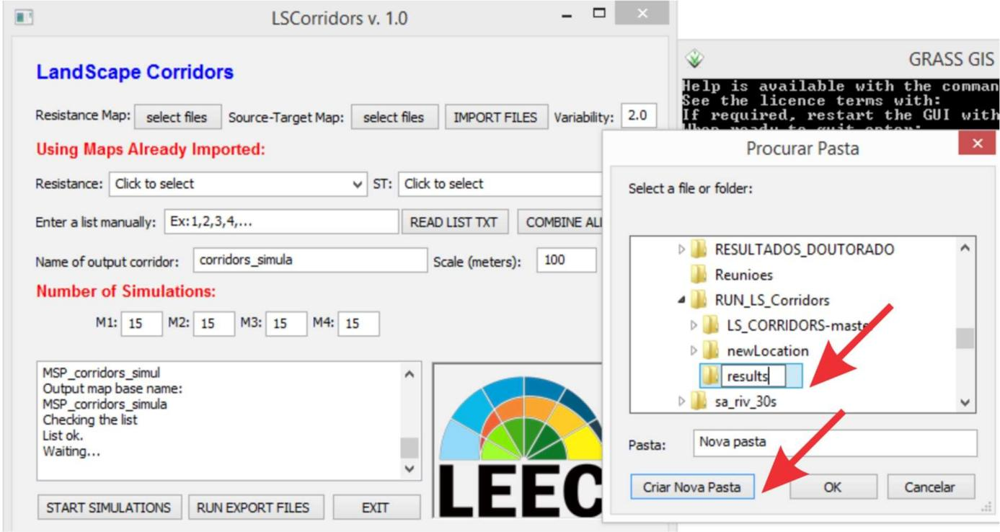 LSCorridors v. 1.0
LandScape Corridors
Resistance Map: select files Source-Target Map: select files IMPORT FILES Variability: 2.0
Using Maps Already Imported:
Resistance: Click to select ST: Click to select
Enter a list manually: Ex:1,2,3,4,... READ LIST TXT COMBINE AL
Name of output corridor: corridors_simula Scale (meters): 100
Number of Simulations:
M1: 15 M2: 15 M3: 15 M4: 15
MSP_corridors_simul
Output map base name:
MSP_corridors_simula
Checking the list
List ok.
Waiting...
START SIMULATIONS RUN EXPORT FILES EXIT
LEEC
GRASS GIS
Help is available with the comman
See the licence terms with:
If required, restart the GUI with
When ready to quit enter:
Procurar Pasta
Select a file or folder:
RESULTADOS_DOUTORADO
Reunioes
RUN_LS_Corridors
LS_CORRIDORS-maste
newLocation
results
sa_riv_30s
Pasta: Nova pasta
Criar Nova Pasta OK Cancelar